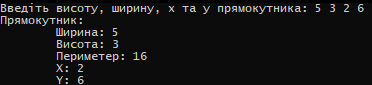 Введіть висоту, ширину, x та y прямокутника: 5 3 2 6
Прямокутник:
Ширина: 5
Висота: 3
Периметер: 16
X: 2
Y: 6